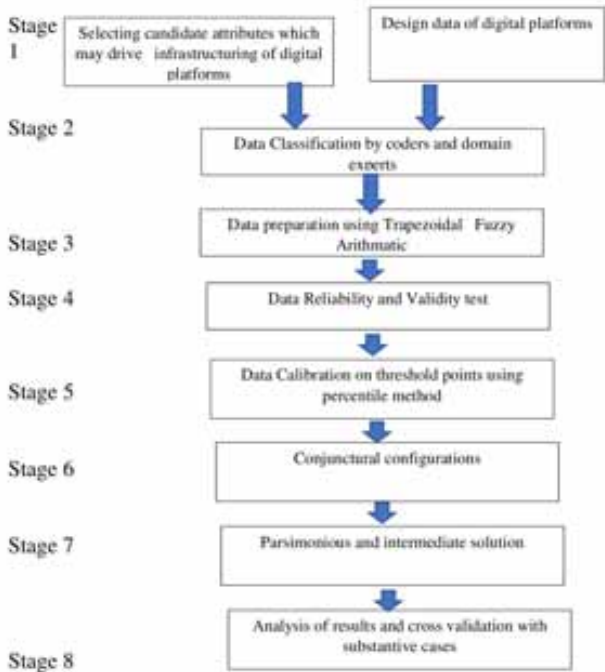 Stage
1
Selecting candidate attributes which
may drive infrastructuring of digital
platforms
Design data of digital platforms
Stage 2
Data Classification by coders and domain
experts
Stage 3
Data preparation using Trapezoidal Fuzzy
Arithmatic
Stage 4
Data Reliability and Validity test
Stage 5
Data Calibration on threshold points using
percentile method
Stage 6
Conjunctural configurations
Stage 7
Parsimonious and intermediate solution
Analysis of results and cross validation with
substantive cases
Stage 8